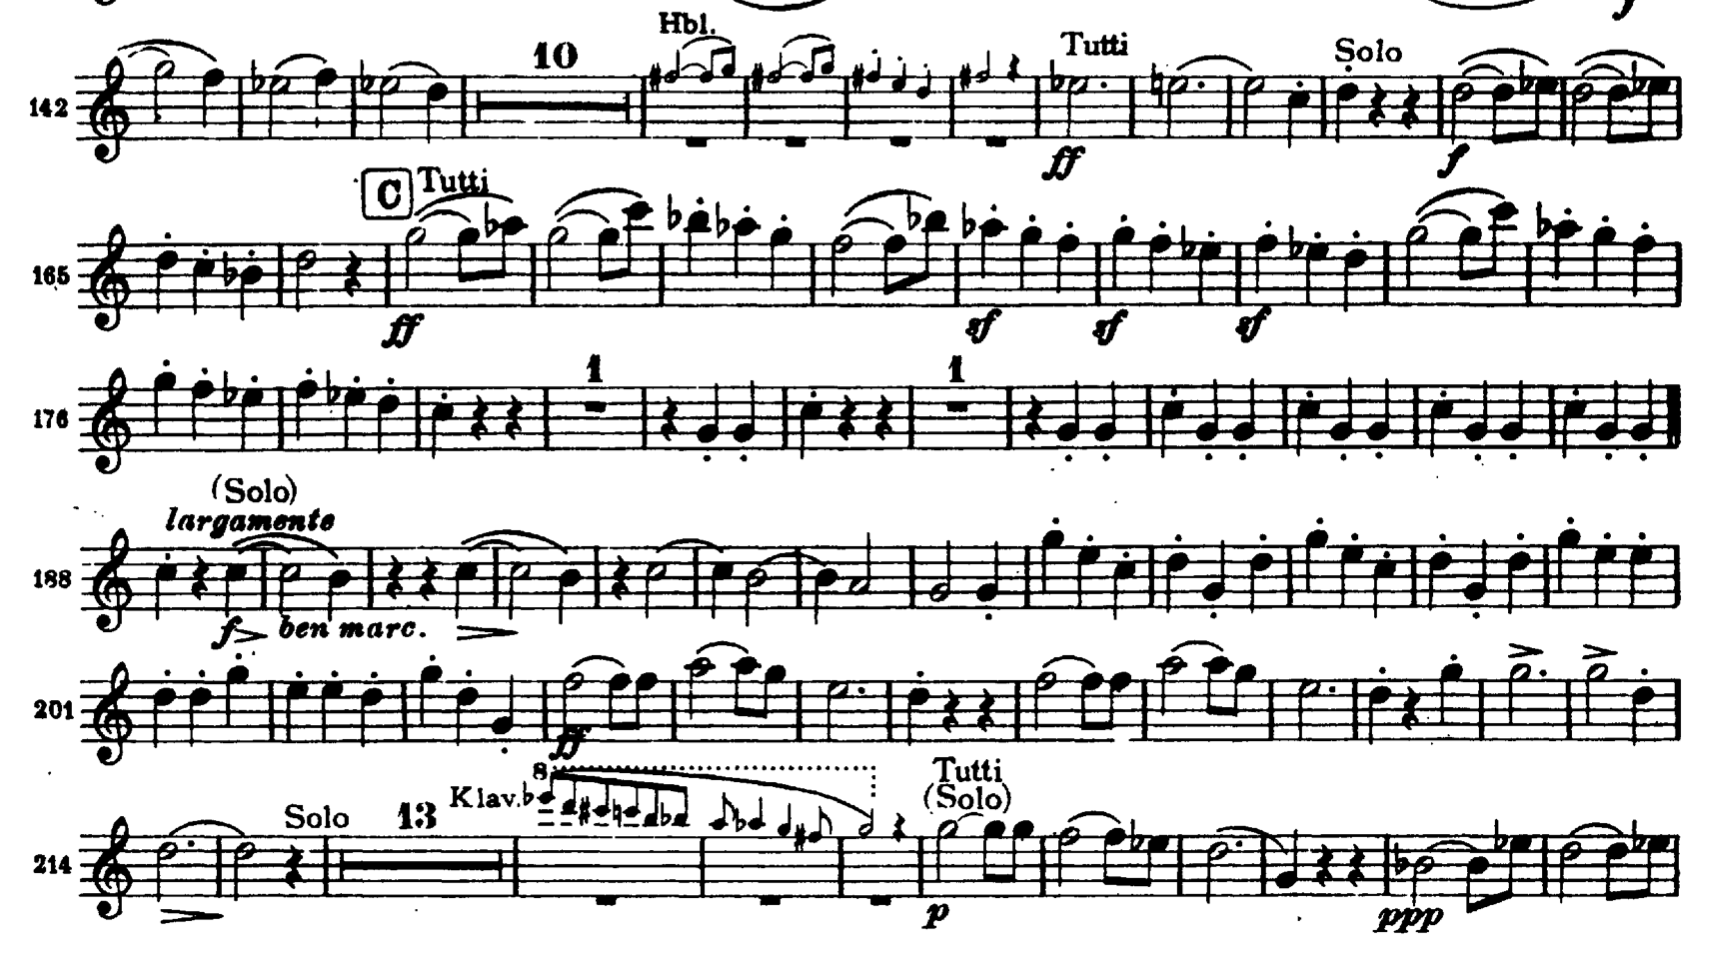 Hbl.
10 Tutti Solo
142
ff f
C Tutti
165
ff sf sf sf
1 1
176
(Solo)
largamente
188
f ben marc.
201
ff
8 Tutti
Klav. (Solo)
Solo 13
214
p ppp